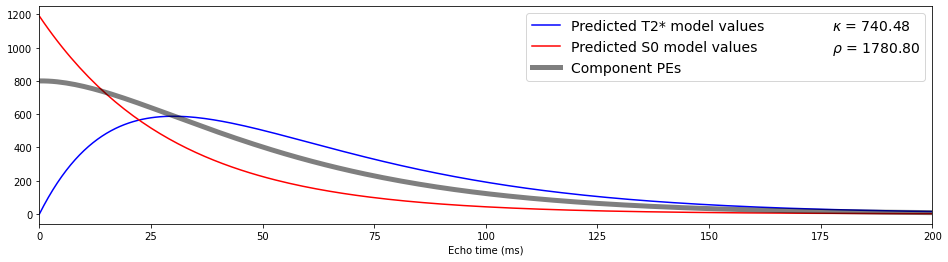 1200
1000
800
600
400
200
0
Predicted T2* model values
κ = 740.48
Predicted S0 model values
ρ = 1780.80
Component PEs
0 25 50 75 100 125 150 175 200
Echo time (ms)